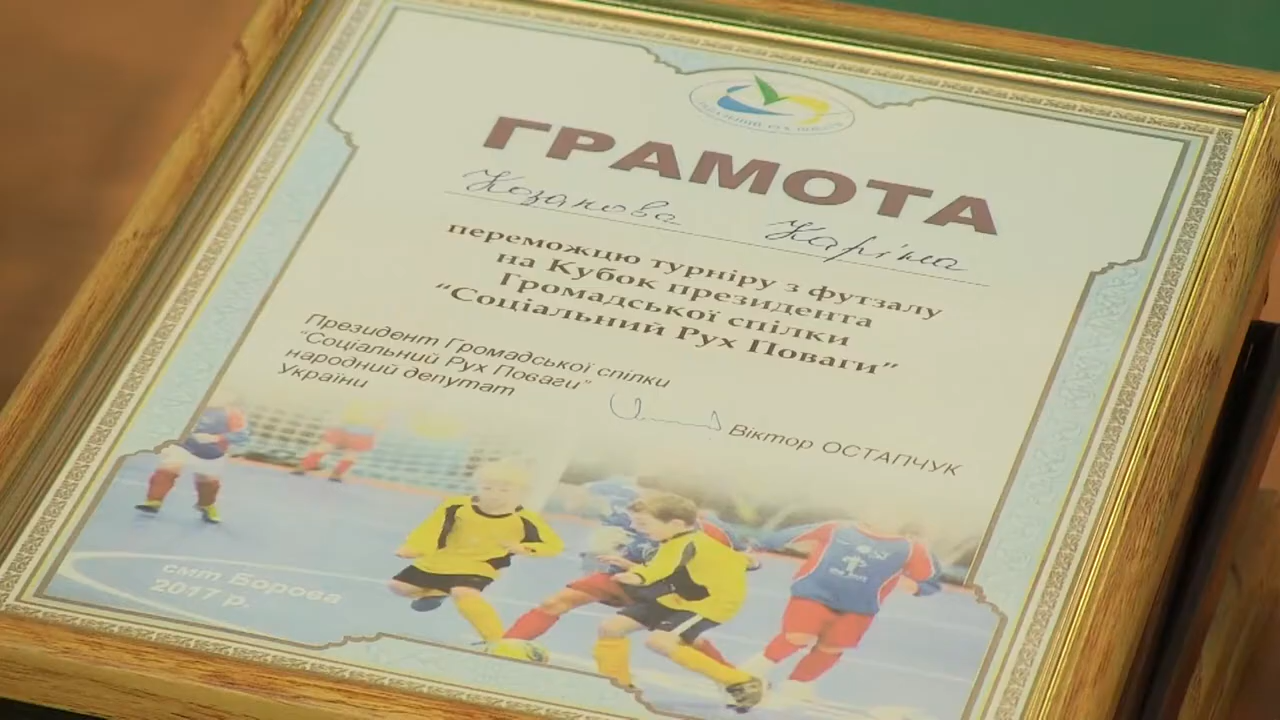 ГРАМОТА
Козакова Каріна
переможцю турніру з футзалу
на Кубок президента
Громадської спілки
“Соціальний Рух Поваги”
Президент Громадської спілки
“Соціальний Рух Поваги”
народний депутат
України
Віктор ОСТАПЧУК
смт Борова
2017 р.